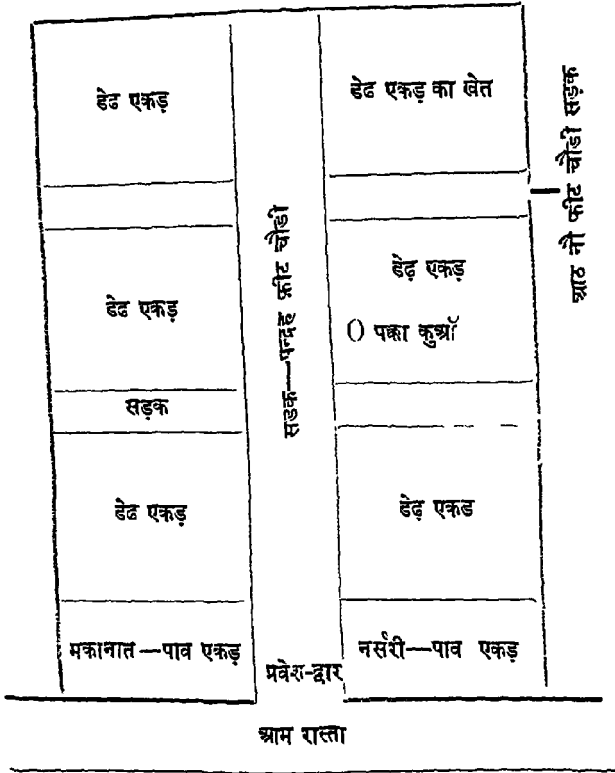 डेढ एकड़
डेढ एकड़ का खेत
आठ नौ फीट चौडी सड़क
सडक—पन्द्रह फ़ीट चौडी
डेढ एकड़
डेढ़ एकड़
() पक्का कुआँ
सड़क
डेढ एकड़
डेढ़ एकड
मकानात—पाव एकड़
प्रवेश-द्वार
नर्सरी—पाव एकड़
आम रास्ता